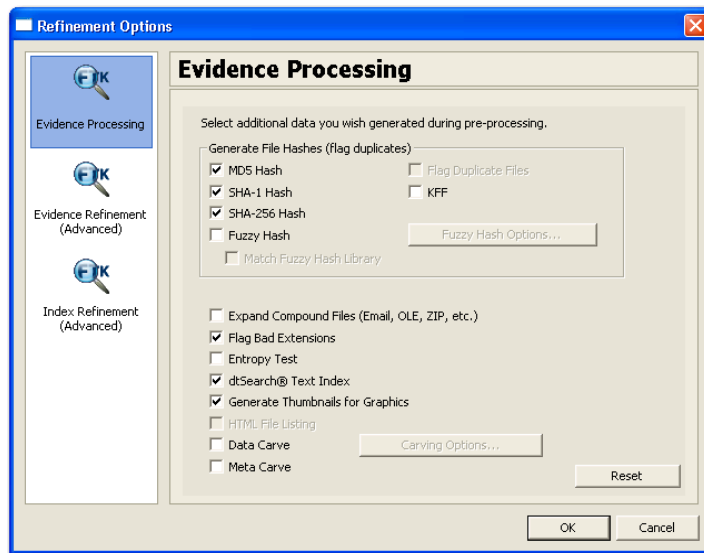 Refinement Options
FTK
Evidence Processing
FTK
Evidence Refinement
(Advanced)
FTK
Index Refinement
(Advanced)
Evidence Processing
Select additional data you wish generated during pre-processing.
Generate File Hashes (flag duplicates)
MD5 Hash
Flag Duplicate Files
SHA-1 Hash
KFF
SHA-256 Hash
Fuzzy Hash
Fuzzy Hash Options...
Match Fuzzy Hash Library
Expand Compound Files (Email, OLE, ZIP, etc.)
Flag Bad Extensions
Entropy Test
dtSearch® Text Index
Generate Thumbnails for Graphics
HTML File Listing
Data Carve
Carving Options...
Meta Carve
Reset
OK
Cancel